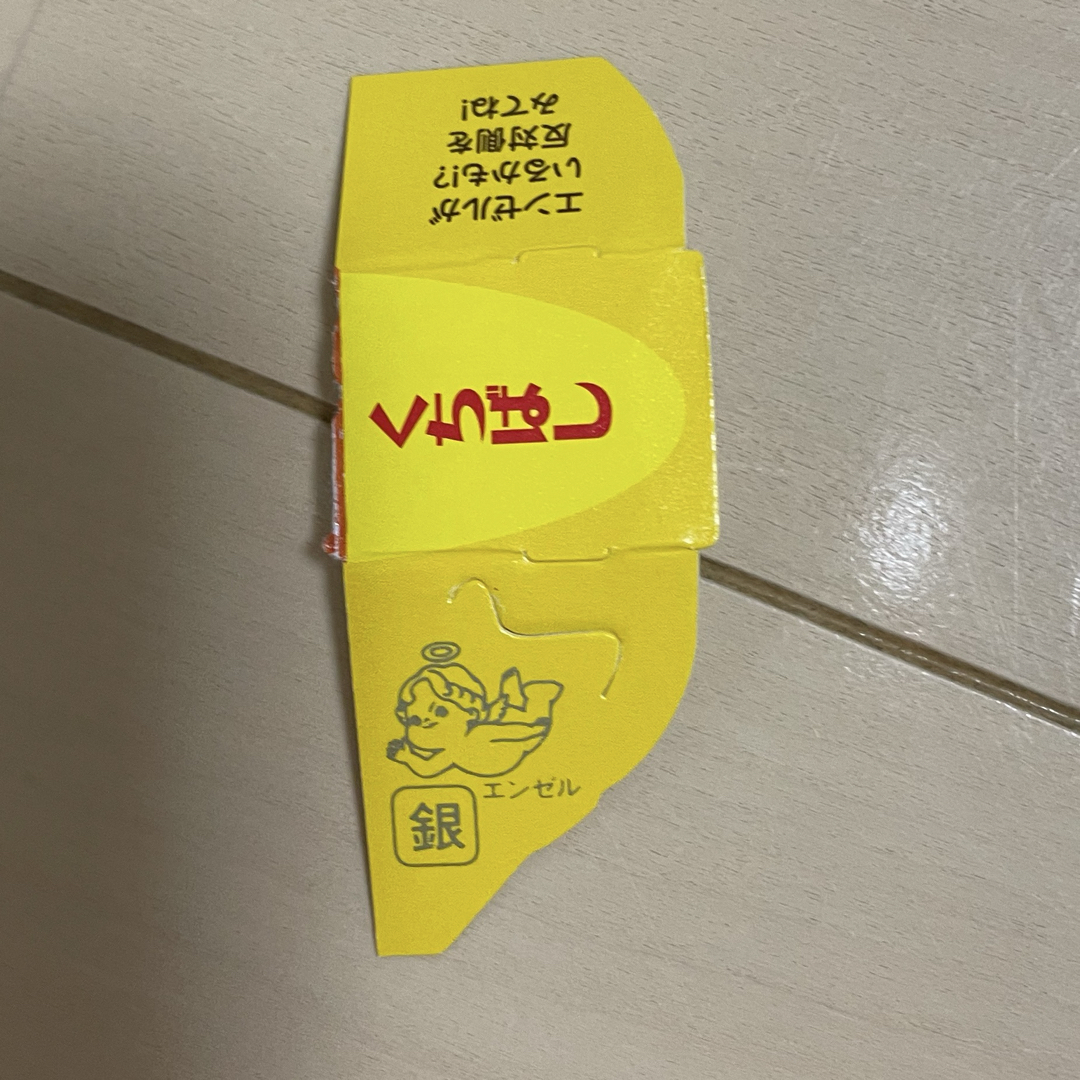 エンゼルが
いるかも!?
反対側を
みてね!
くちばし
エンゼル
銀